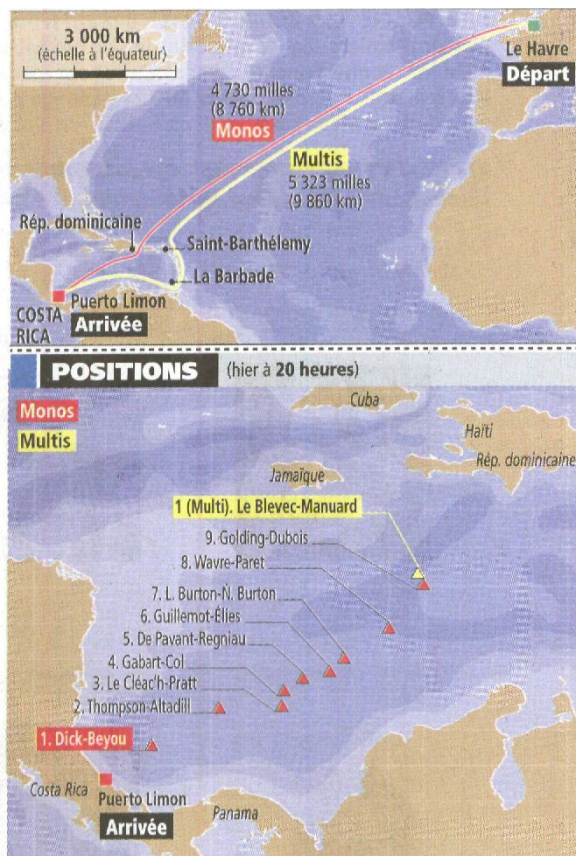 3 000 km
(échelle à l'équateur)
Le Havre
Départ
4 730 milles
(8 760 km)
Monos
Multis
5 323 milles
(9 860 km)
Rép. dominicaine
Saint-Barthélemy
La Barbade
Puerto Limon
COSTA
RICA
Arrivée
POSITIONS (hier à 20 heures)
Monos
Multis
Cuba
Haïti
Rép. dominicaine
Jamaïque
1 (Multi). Le Blevec-Manuard
9. Golding-Dubois
8. Wavre-Paret
7. L. Burton-N. Burton
6. Guillemot-Élies
5. De Pavant-Regniau
4. Gabart-Col
3. Le Cléac'h-Pratt
2. Thompson-Altadill
1. Dick-Beyou
Costa Rica
Puerto Limon
Arrivée
Panama